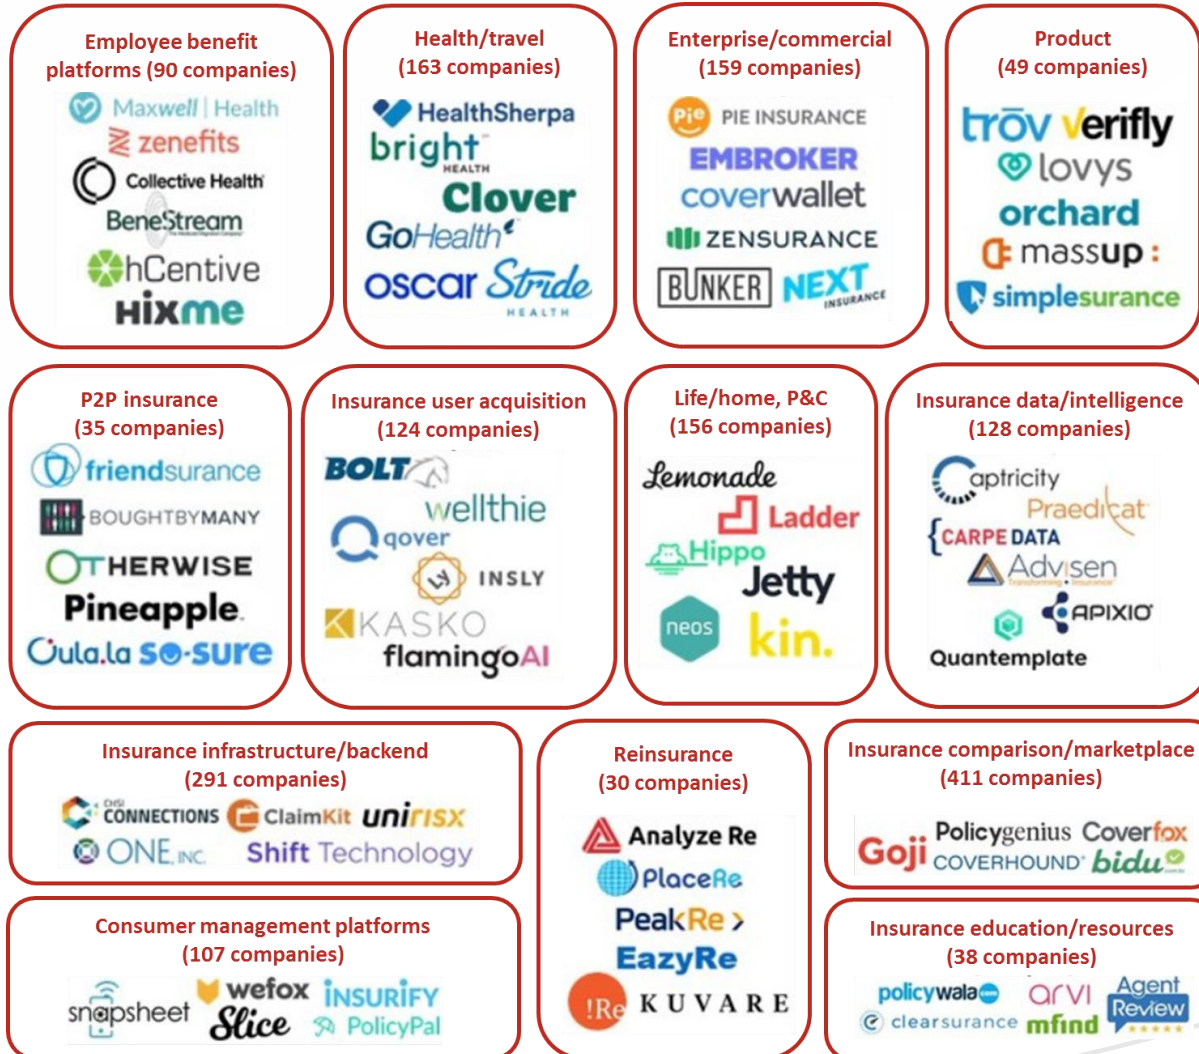 Employee benefit
platforms (90 companies)
Maxwell | Health
zenefits
Collective Health
BeneStream
hCentive
Hixme
Health/travel
(163 companies)
HealthSherpa
bright
HEALTH
Clover
GoHealth
oscar Stride
HEALTH
Enterprise/commercial
(159 companies)
Pie PIE INSURANCE
EMBROKER
coverwallet
ZENSURANCE
BUNKER NEXT
INSURANCE
Product
(49 companies)
trōv Verifly
lovys
orchard
massup:
simplesurance
P2P insurance
(35 companies)
friendsurance
BOUGHTBYMANY
OTHERWISE
Pineapple.
so-sure
Insurance user acquisition
(124 companies)
BOLT
wellthie
qover
LY INSLY
KASKO
flamingoAI
Life/home, P&C
(156 companies)
Lemonade
Ladder
Hippo
Jetty
neos
kin.
Insurance data/intelligence
(128 companies)
Captricity
Praedicat
{CARPE DATA
Advisen
Transforming Insurance
APIXIO
Quantemplate
Insurance infrastructure/backend
(291 companies)
CHSI
CONNECTIONS ClaimKit unirisx
ONE, INC. Shift Technology
Reinsurance
(30 companies)
Analyze Re
PlaceRe
PeakRe
EazyRe
!Re KUVARE
Insurance comparison/marketplace
(411 companies)
Goji Policygenius Coverfox
COVERHOUND bidu
Consumer management platforms
(107 companies)
snapsheet wefox INSURIFY
Slice PolicyPal
Insurance education/resources
(38 companies)
policywala.com arvi Agent
Review
clearsurance mfind